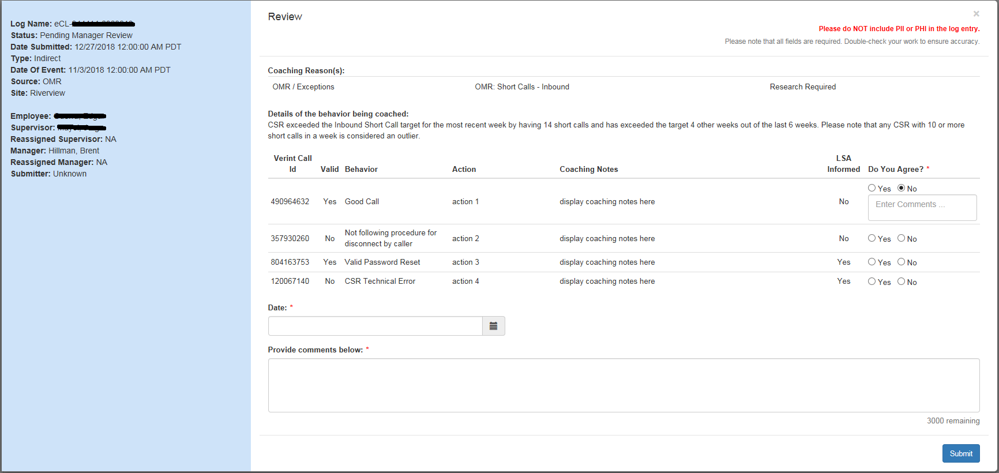 Log Name: eCL-
Status: Pending Manager Review
Date Submitted: 12/27/2018 12:00:00 AM PDT
Type: Indirect
Date Of Event: 11/3/2018 12:00:00 AM PDT
Source: OMR
Site: Riverview
Employee:
Supervisor:
Reassigned Supervisor: NA
Manager: Hillman, Brent
Reassigned Manager: NA
Submitter: Unknown
Review
×
Please do NOT include PII or PHI in the log entry.
Please note that all fields are required. Double-check your work to ensure accuracy.
Coaching Reason(s):
OMR / Exceptions OMR: Short Calls - Inbound Research Required
Details of the behavior being coached:
CSR exceeded the Inbound Short Call target for the most recent week by having 14 short calls and has exceeded the target 4 other weeks out of the last 6 weeks. Please note that any CSR with 10 or more
short calls in a week is considered an outlier.
Verint Call Id Valid Behavior Action Coaching Notes LSA Informed Do You Agree? *
490964632 Yes Good Call action 1 display coaching notes here No Yes No
Enter Comments ...
357930260 No Not following procedure for disconnect by caller action 2 display coaching notes here No Yes No
804163753 Yes Valid Password Reset action 3 display coaching notes here Yes Yes No
120067140 No CSR Technical Error action 4 display coaching notes here Yes Yes No
Date: *
Provide comments below: *
3000 remaining
Submit